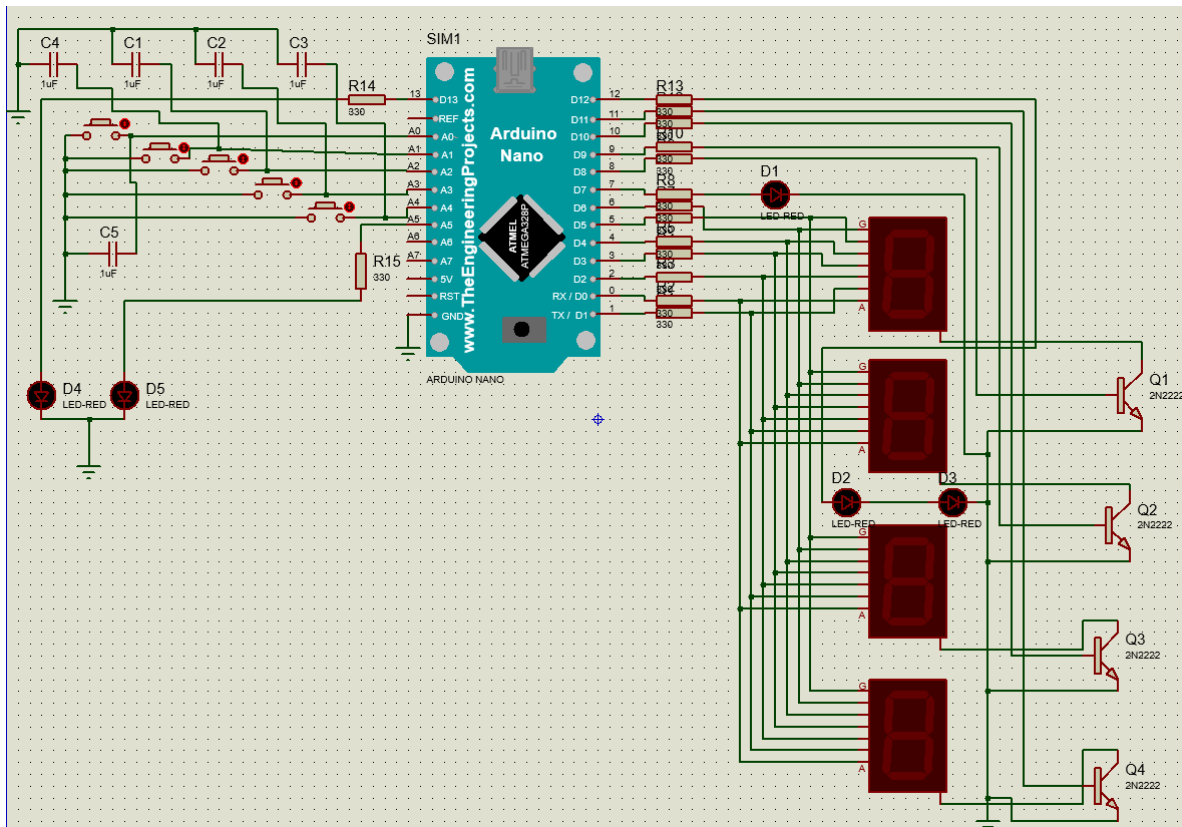 C4
C1
C2
C3
1uF
1uF
1uF
1uF
SIM1
R14
330
R13
330
330
330
R8
D1
LED-RED
13
D13
REF
A0
A0
A1
A1
A2
A2
A3
A3
A4
A4
A5
A5
A6
A6
A7
A7
5V
RST
GND
www.TheEngineeringProjects.com
Arduino
Nano
ATMEL
ATMEGA328P
D12
12
D11
11
D10
10
D9
9
D8
8
D7
7
D6
6
D5
5
D4
4
D3
3
D2
2
RX / D0
0
TX / D1
1
330
330
ARDUINO NANO
C5
1uF
R15
330
D4
LED-RED
D5
LED-RED
G
A
G
A
D2
LED-RED
D3
LED-RED
G
A
G
A
Q1
2N2222
Q2
2N2222
Q3
2N2222
Q4
2N2222